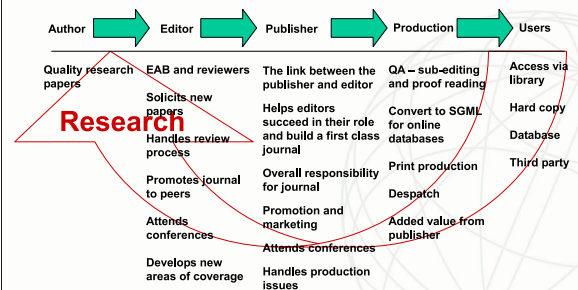 Author
Editor
Publisher
Production
Users
Quality research
papers
EAB and reviewers
Solicits new
papers
Handles review
process
Promotes journal
to peers
Attends
conferences
Develops new
areas of coverage
The link between the
publisher and editor
Helps editors
succeed in their role
and build a first class
journal
Overall responsibility
for journal
Promotion and
marketing
Attends conferences
Handles production
issues
QA – sub-editing
and proof reading
Convert to SGML
for online
databases
Print production
Despatch
Added value from
publisher
Access via
library
Hard copy
Database
Third party
Research